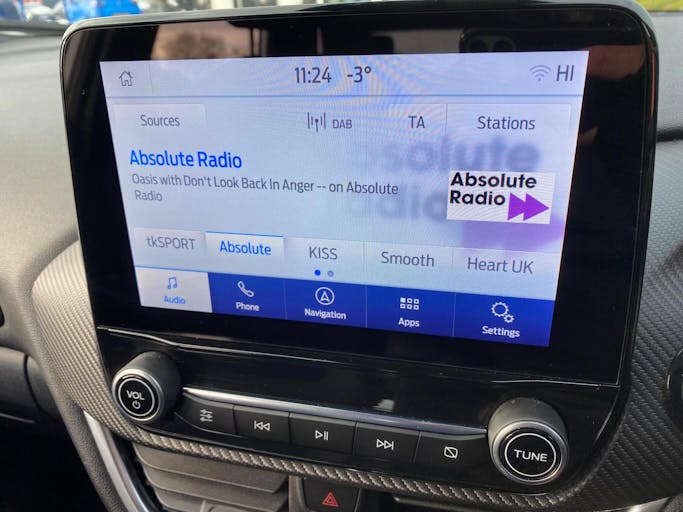 11:24 -3° HI
Sources DAB TA Stations
Absolute Radio
Oasis with Don't Look Back In Anger -- on Absolute
Radio
Absolute
Radio
tkSPORT Absolute KISS Smooth Heart UK
Audio Phone Navigation Apps Settings
VOL
TUNE